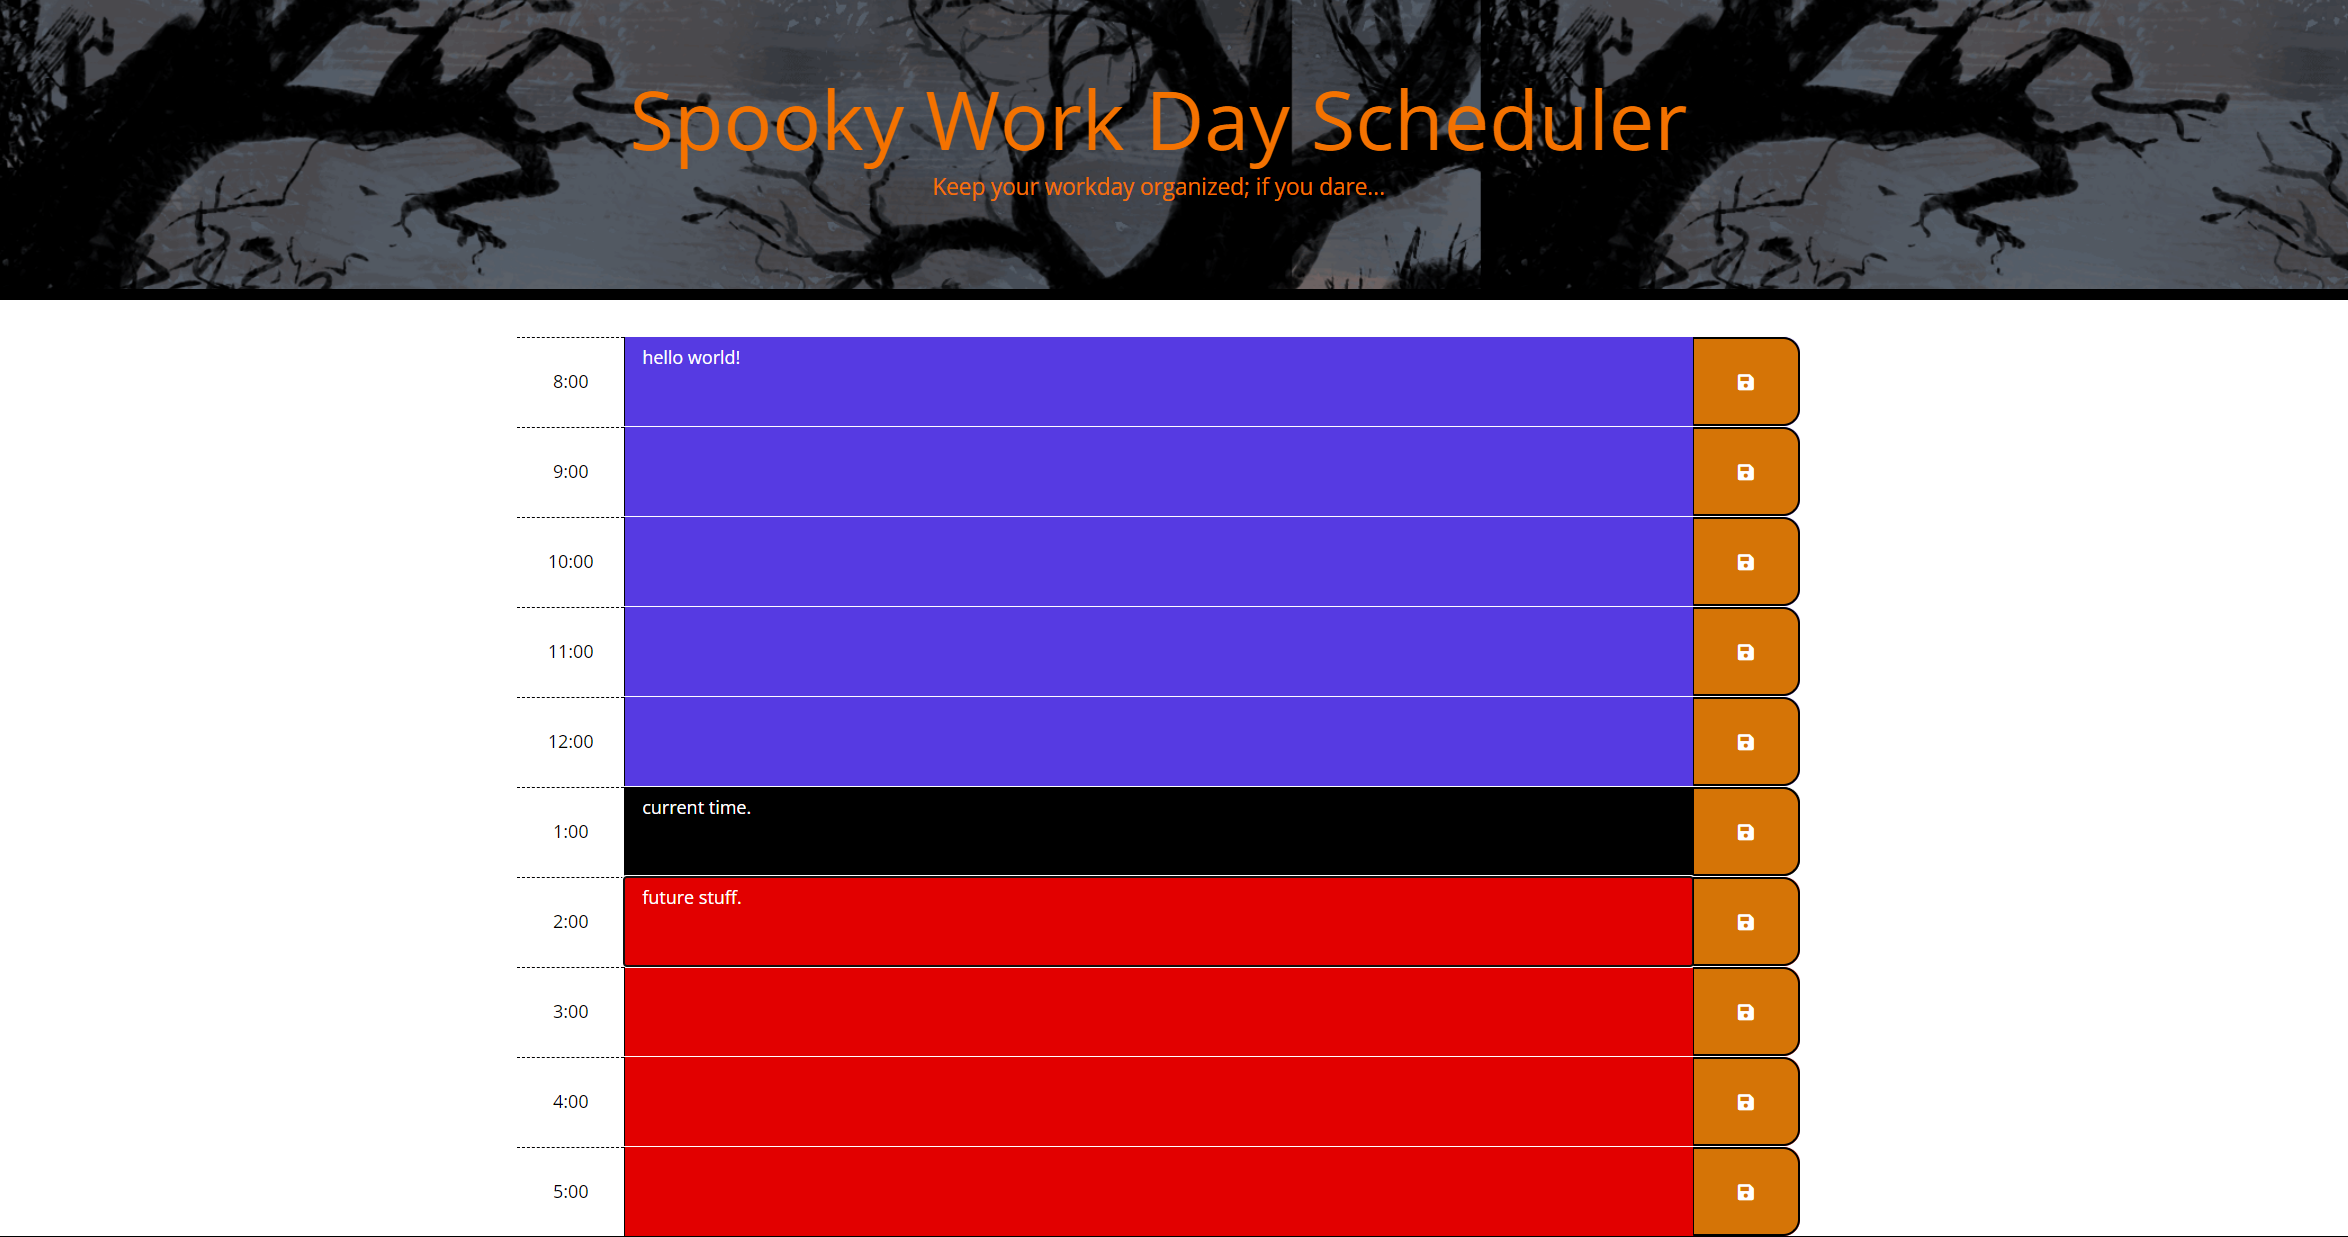 Spooky Work Day Scheduler
Keep your workday organized; if you dare...
8:00
hello world!
9:00
10:00
11:00
12:00
1:00
current time.
2:00
future stuff.
3:00
4:00
5:00